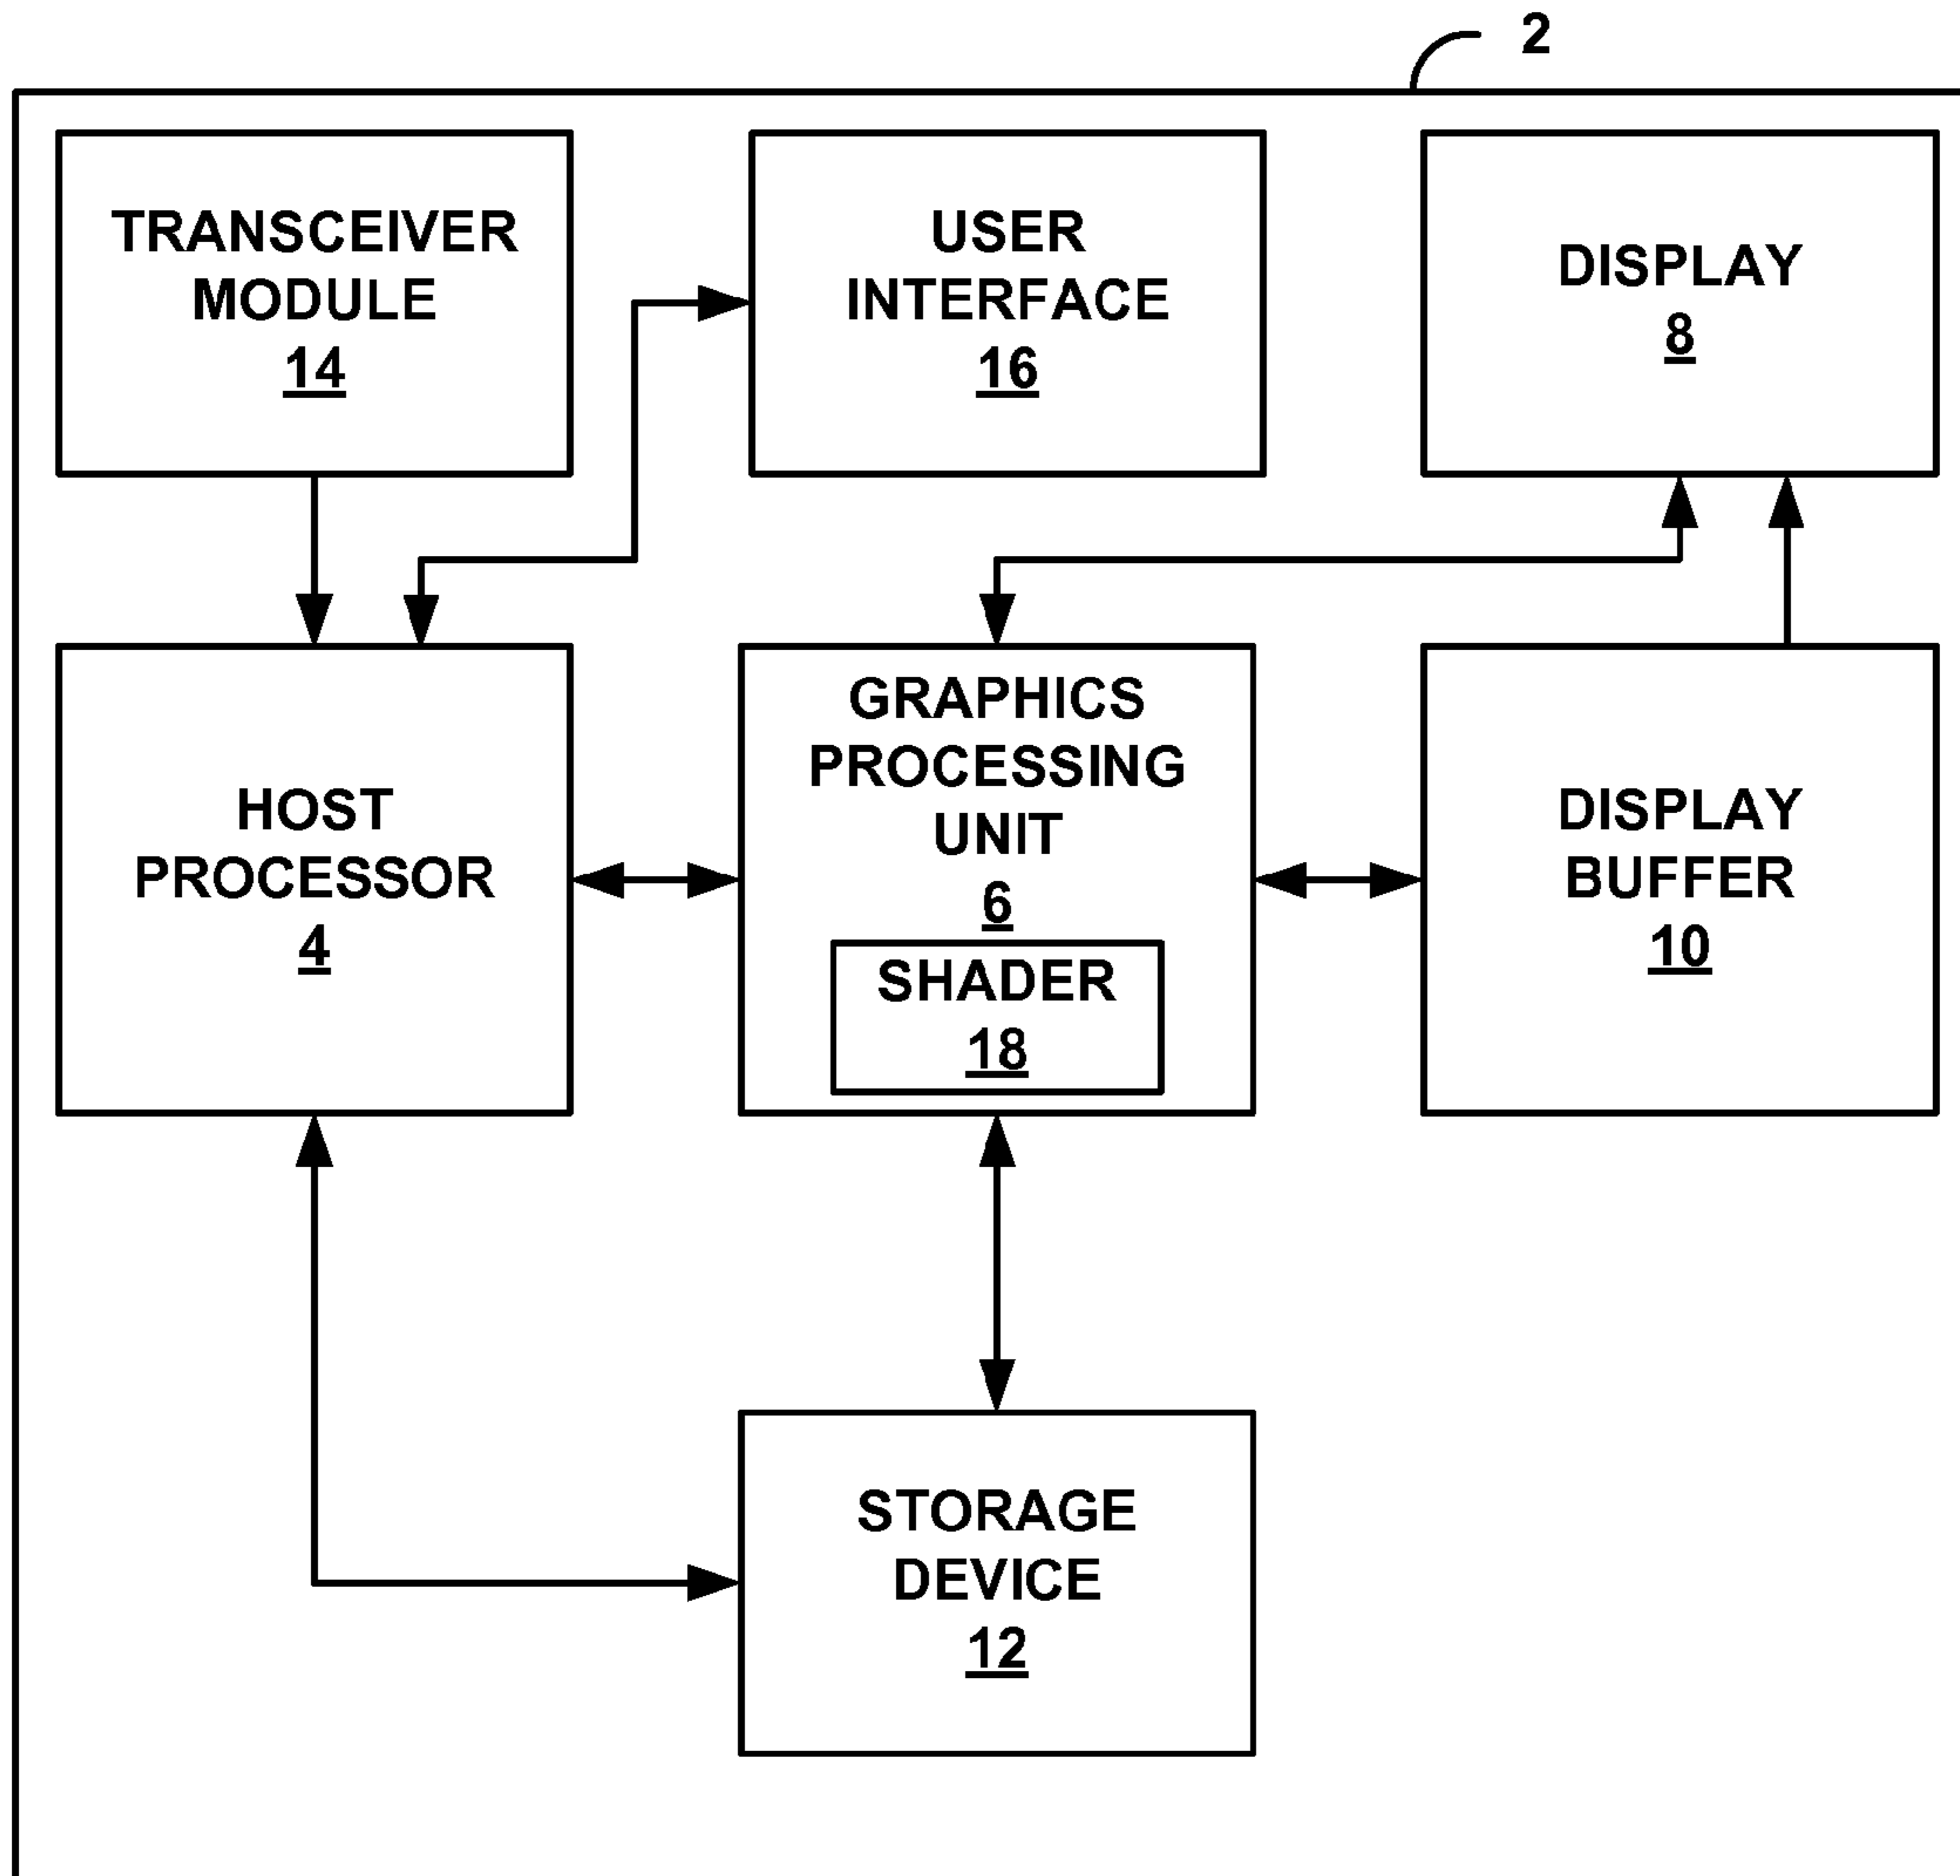 2
TRANSCEIVER
MODULE
14
USER
INTERFACE
16
DISPLAY
8
HOST
PROCESSOR
4
GRAPHICS
PROCESSING
UNIT
6
SHADER
18
DISPLAY
BUFFER
10
STORAGE
DEVICE
12